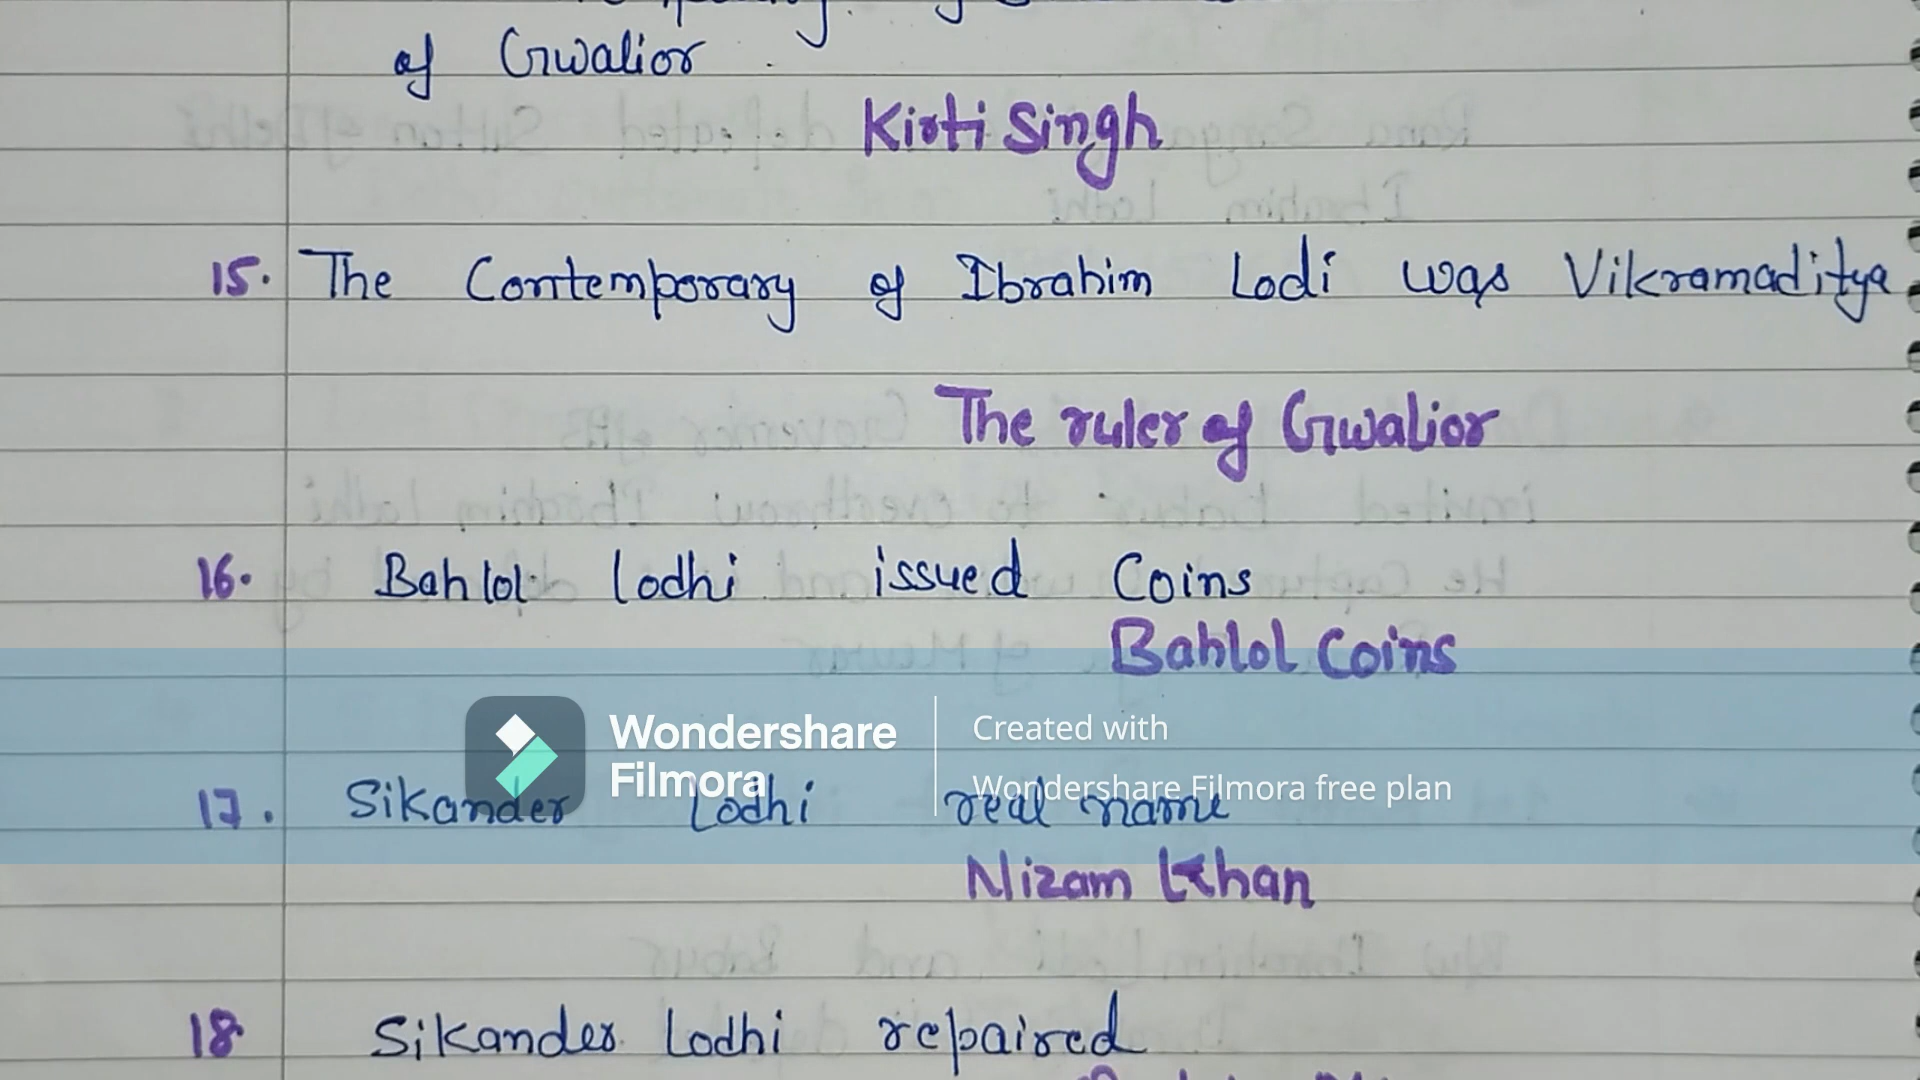 of Gwalior.
Kirti Singh
15. The Contemporary of Ibrahim Lodi was Vikramaditya
The ruler of Gwalior
16. Bahlol lodhi issued Coins
Bahlol Coins
Wondershare Filmora
Created with
Wondershare Filmora free plan
17. Sikander Lodhi real name
Nizam Khan
18 Sikander Lodhi repaired